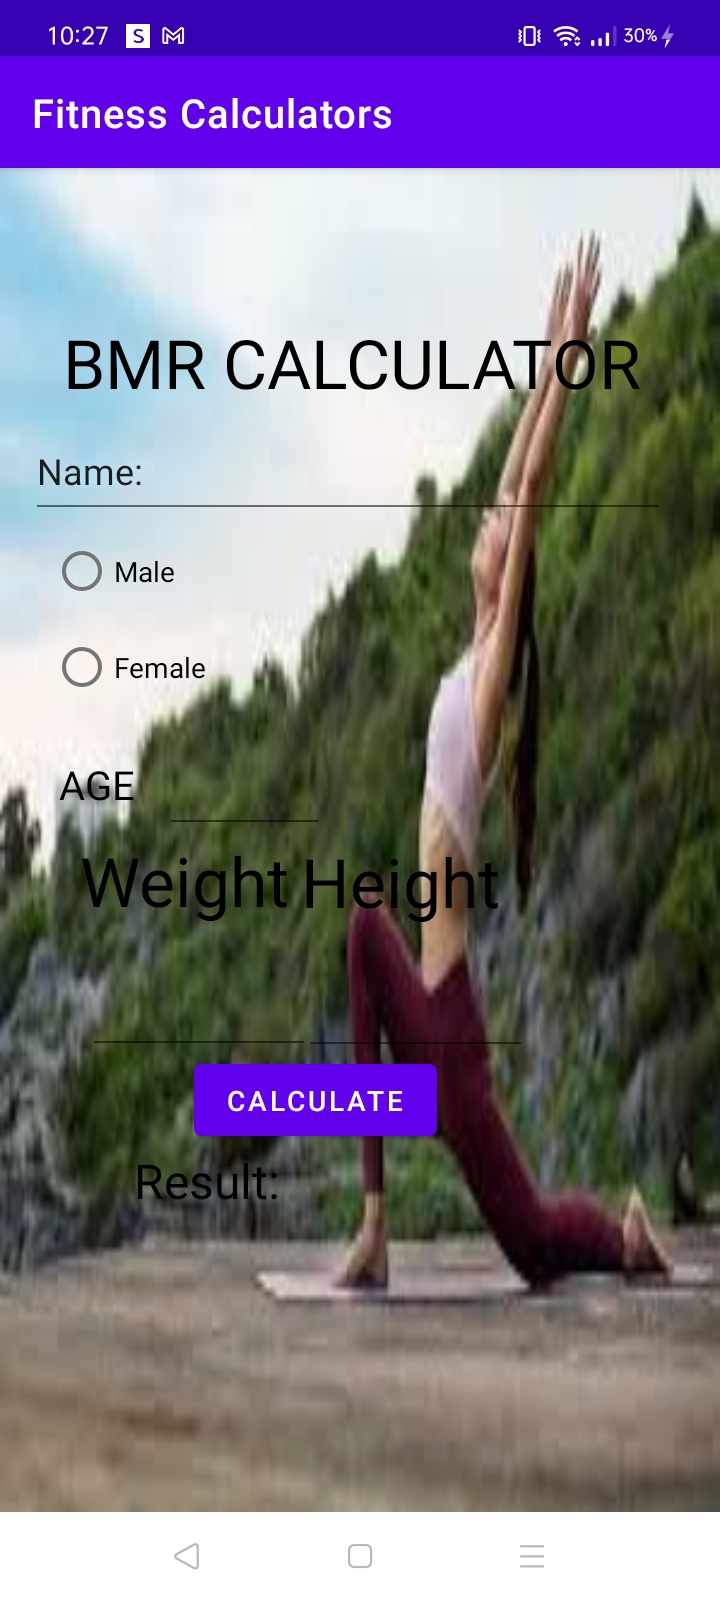 10:27 S 30%
Fitness Calculators
BMR CALCULATOR
Name:
Male
Female
AGE
Weight Height
CALCULATE
Result: